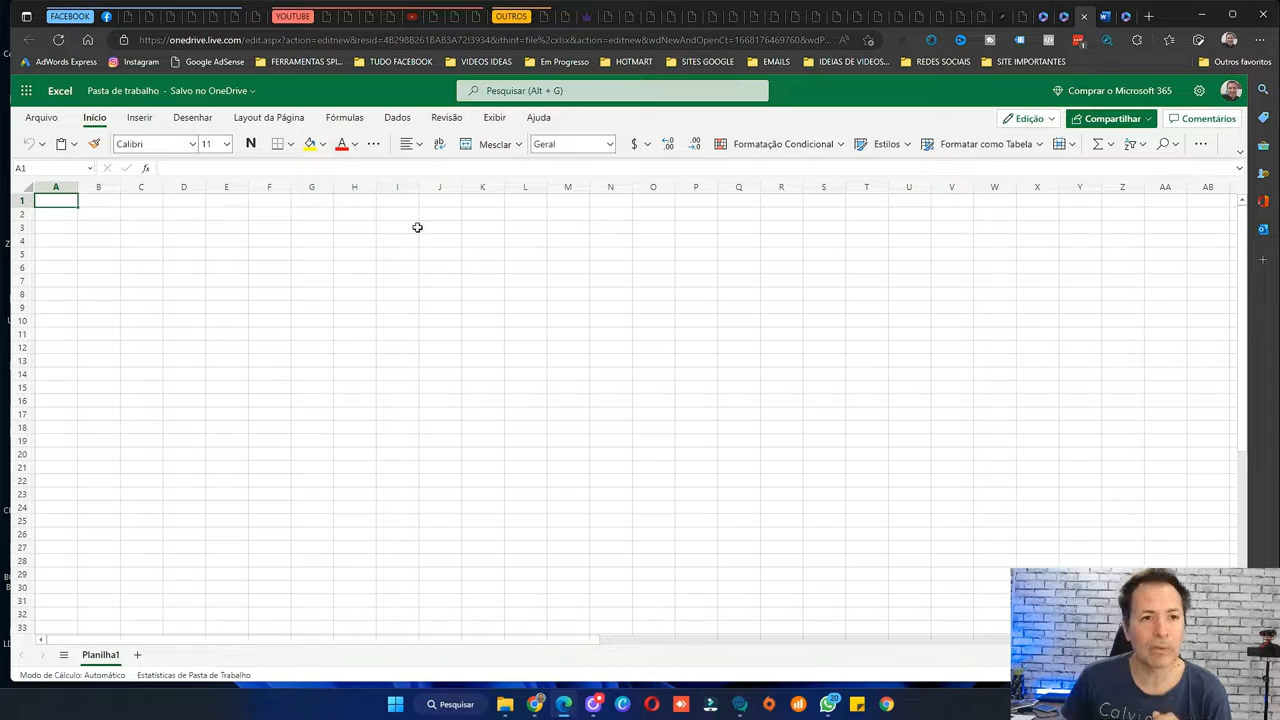 FACEBOOK YOUTUBE OUTROS
https://onedrive.live.com/edit.aspx?action=editnew&resid=4B298B261BAB3A72!3934&ithint=file%2cxlsx&action=editnew&wdNewAndOpenCt=1668176469760&wdP...
AdWords Express Instagram Google AdSense FERRAMENTAS SPI... TUDO FACEBOOK VIDEOS IDEAS Em Progresso HOTMART SITES GOOGLE EMAILS IDEIAS DE VIDEOS... REDES SOCIAIS SITE IMPORTANTES Outros favoritos
Excel Pasta de trabalho - Salvo no OneDrive Pesquisar (Alt + G) Comprar o Microsoft 365
Arquivo Início Inserir Desenhar Layout da Página Fórmulas Dados Revisão Exibir Ajuda Edição Compartilhar Comentários
Calibri 11 N A Mesclar Geral $ Formatação Condicional Estilos Formatar como Tabela
A1 fx
A B C D E F G H I J K L M N O P Q R S T U V W X Y Z AA AB
1
2
3
4
5
6
7
8
9
10
11
12
13
14
15
16
17
18
19
20
21
22
23
24
25
26
27
28
29
30
31
32
33
Planilha1
Modo de Cálculo: Automático Estatísticas de Pasta de Trabalho
Pesquisar 20
Calvi